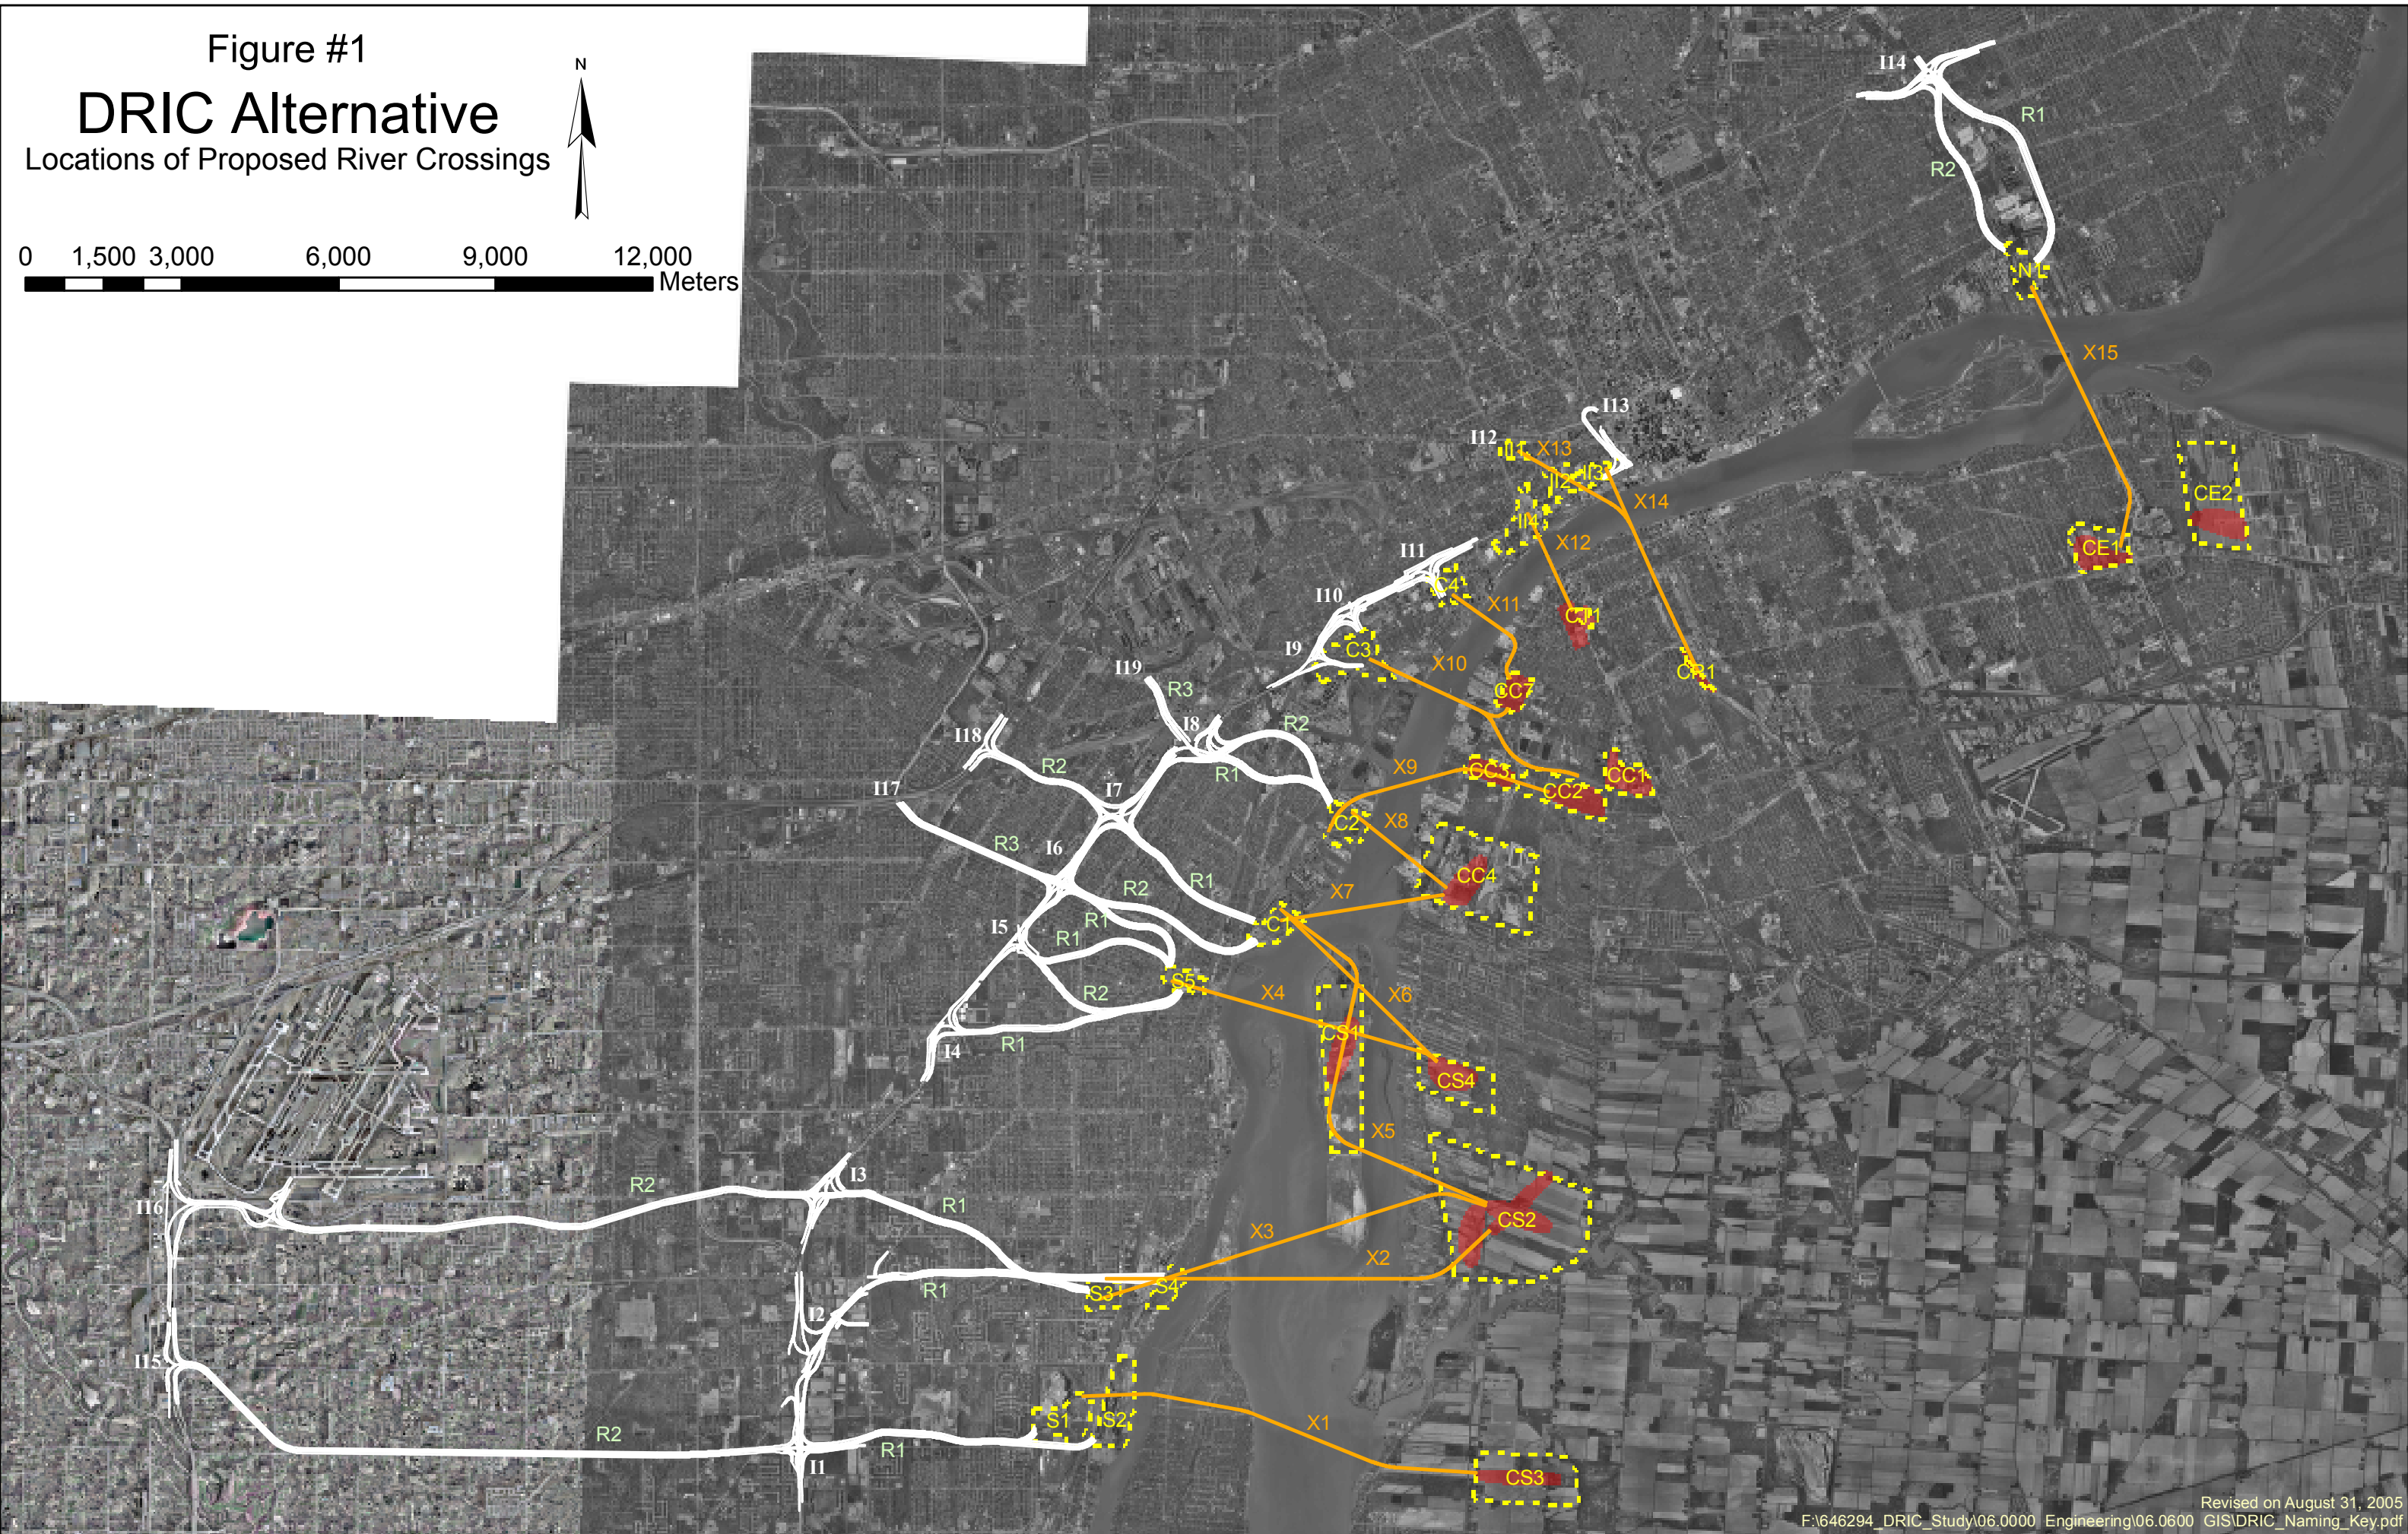 Figure #1
DRIC Alternative
Locations of Proposed River Crossings
N
0 1,500 3,000 6,000 9,000 12,000
Meters
I14
R1
R2
N1
X15
I13
I12
II1
X13
II2
II3
CE2
X14
II4
X12
CE1
I11
C4
I10
X11
CJ1
I9
C3
X10
I19
CR1
R3
CC7
I8
R2
I18
R2
R1
X9
CC3
CC1
I17
I7
CC2
C2
X8
R3
I6
CC4
R2
R1
X7
R1
I5
R1
C1
S5
R2
X4
X6
CS1
I4
R1
CS4
X5
I3
R2
R1
I16
CS2
X3
X2
R1
S3
S4
I2
I15
S1
S2
X1
R2
R1
I1
CS3
Revised on August 31, 2005
F:\646294_DRIC_Study\06.0000_Engineering\06.0600_GIS\DRIC_Naming_Key.pdf